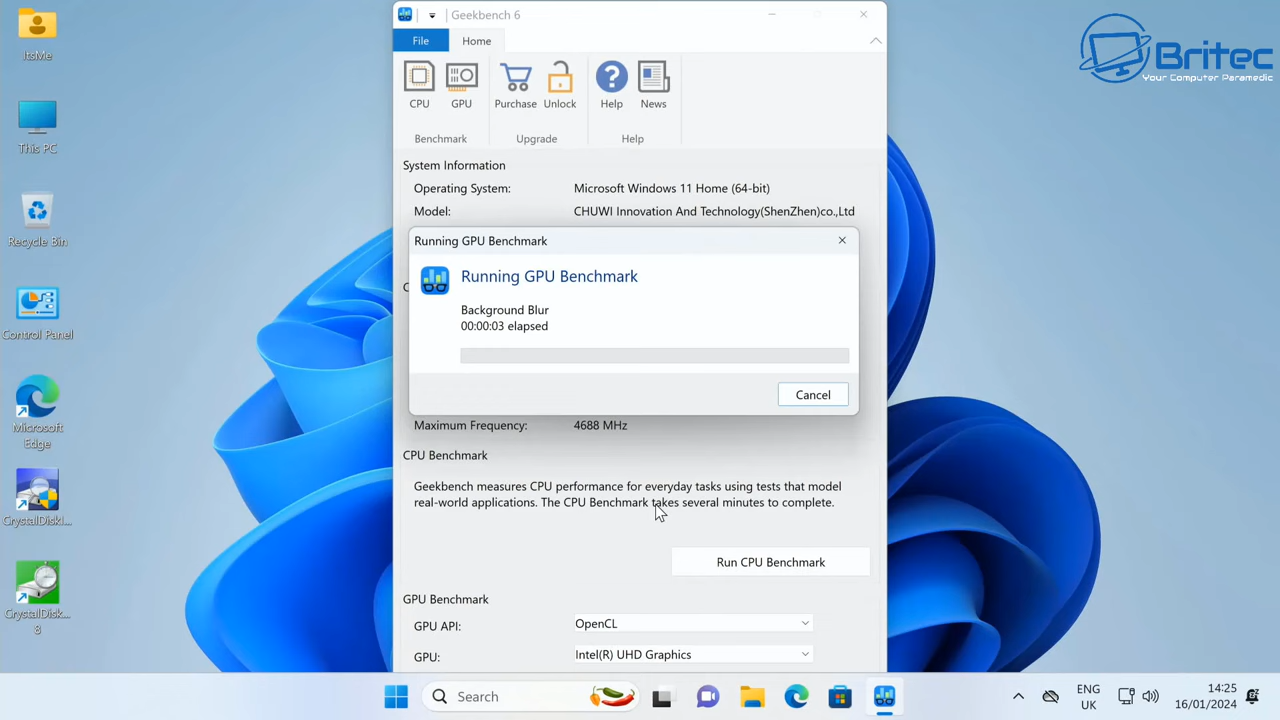 Geekbench 6
File Home
CPU GPU Purchase Unlock Help News
Benchmark Upgrade Help
System Information
Operating System: Microsoft Windows 11 Home (64-bit)
Model: CHUWI Innovation And Technology(ShenZhen)co.,Ltd
Running GPU Benchmark
Running GPU Benchmark
Background Blur
00:00:03 elapsed
Cancel
Maximum Frequency: 4688 MHz
CPU Benchmark
Geekbench measures CPU performance for everyday tasks using tests that model
real-world applications. The CPU Benchmark takes several minutes to complete.
Run CPU Benchmark
GPU Benchmark
GPU API: OpenCL
GPU: Intel(R) UHD Graphics
itsMe
This PC
Recycle Bin
Control Panel
Microsoft
Edge
CrystalDiskI...
CrystalDisk...
8
Britec
Your Computer Paramedic
Search
ENG
UK
14:25
16/01/2024